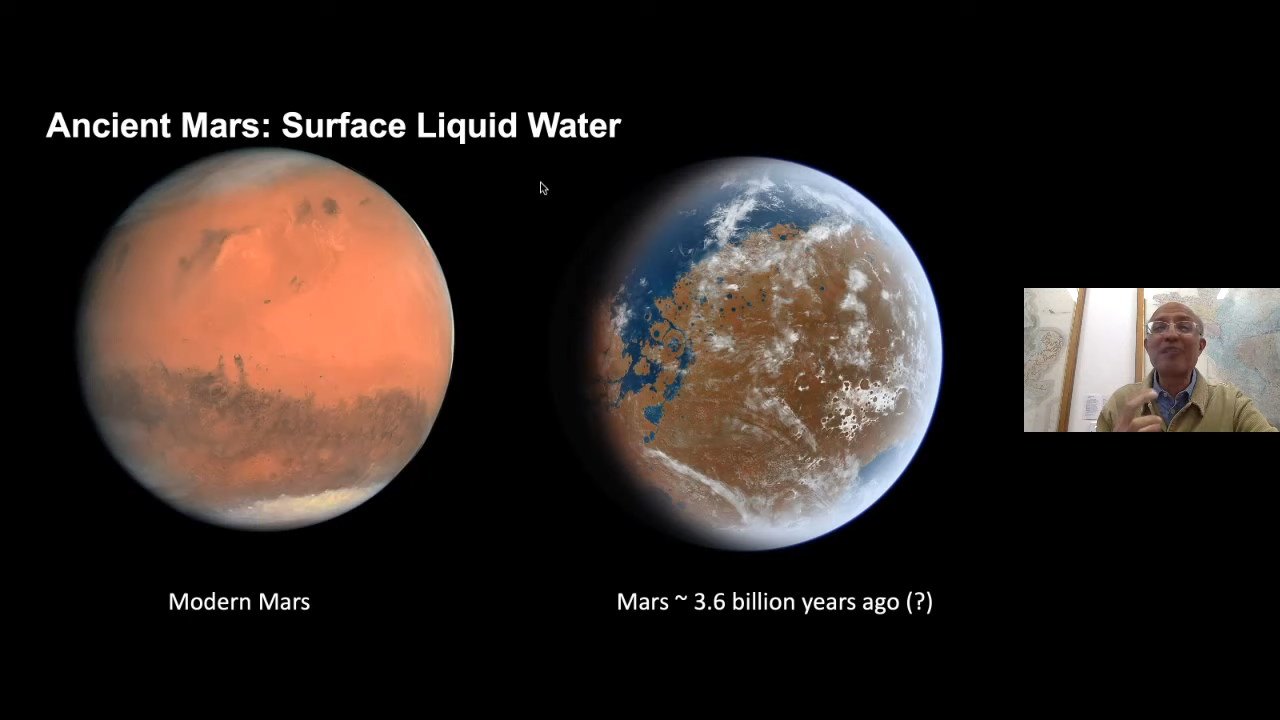 Ancient Mars: Surface Liquid Water
Modern Mars
Mars ~ 3.6 billion years ago (?)